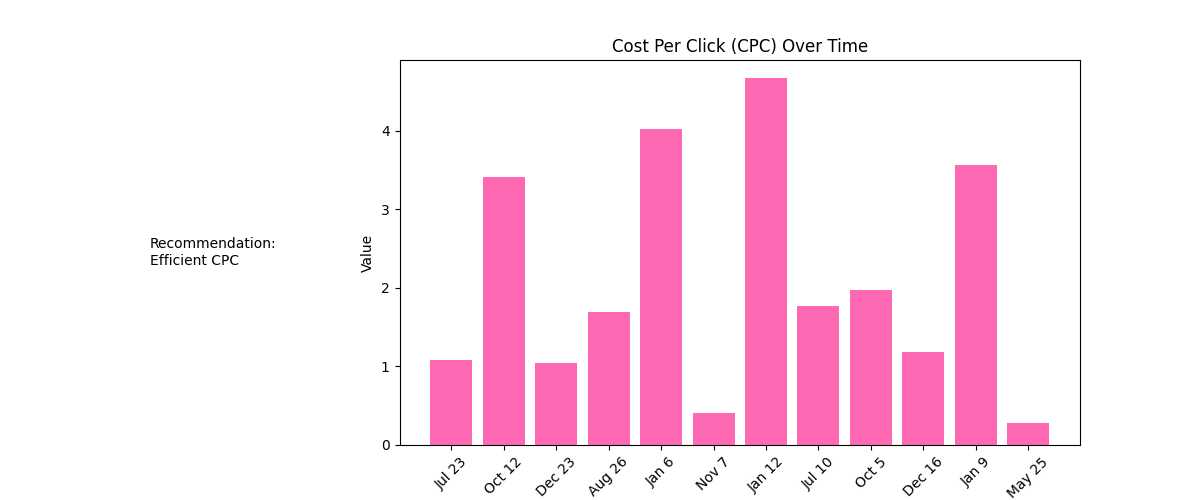 Cost Per Click (CPC) Over Time
Recommendation:
Efficient CPC
Value
4
3
2
1
0
Jul 23
Oct 12
Dec 23
Aug 26
Jan 6
Nov 7
Jan 12
Jul 10
Oct 5
Dec 16
Jan 9
May 25